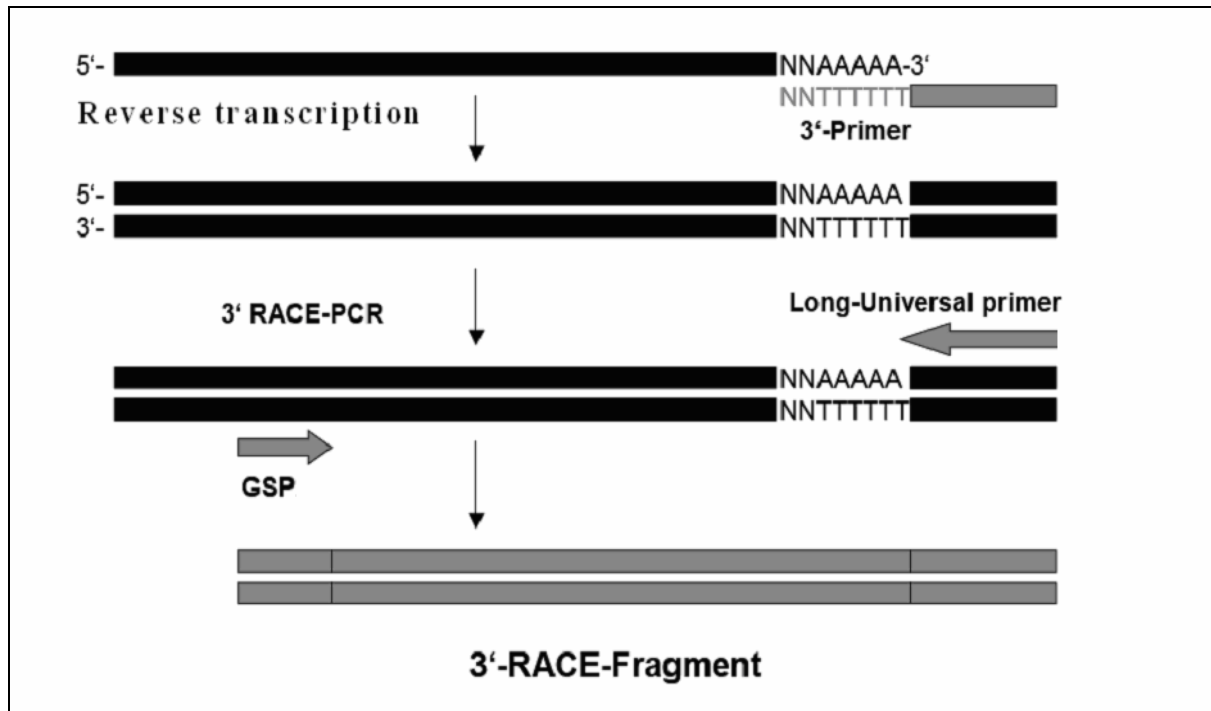 5‘- NNAAAAA-3‘
NNTTTTTT
Reverse transcription
3‘-Primer
5‘- NNAAAAA
3‘- NNTTTTTT
Long-Universal primer
3‘ RACE-PCR
NNAAAAA
NNTTTTTT
GSP
3‘-RACE-Fragment